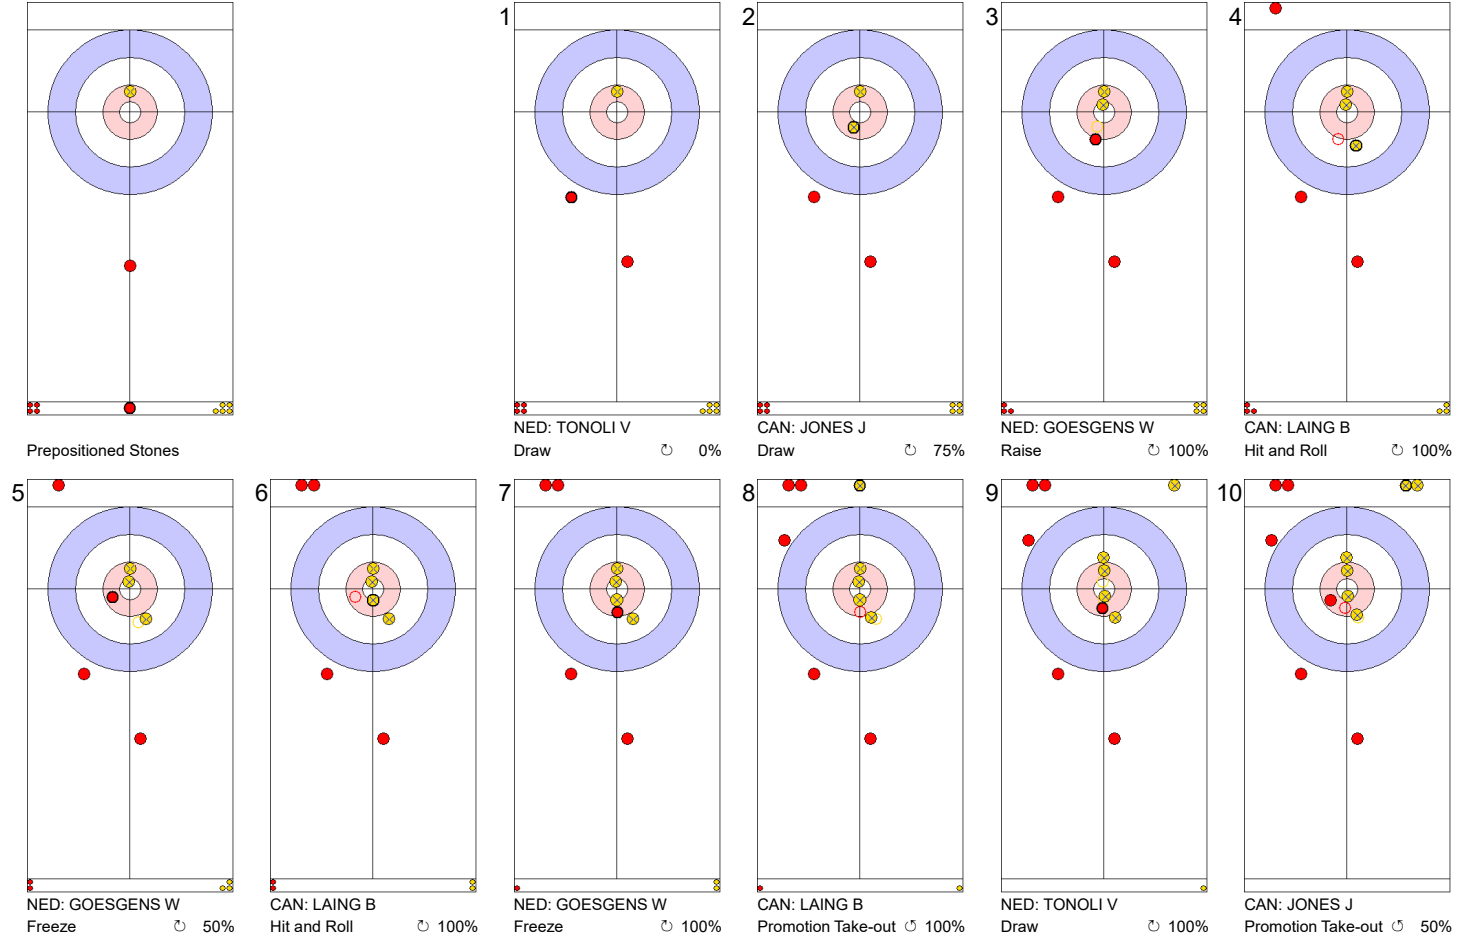 1
2
3
4
Prepositioned Stones
NED: TONOLI V
Draw ↻ 0%
CAN: JONES J
Draw ↻ 75%
NED: GOESGENS W
Raise ↻ 100%
CAN: LAING B
Hit and Roll ↻ 100%
5
6
7
8
9
10
NED: GOESGENS W
Freeze ↻ 50%
CAN: LAING B
Hit and Roll ↻ 100%
NED: GOESGENS W
Freeze ↻ 100%
CAN: LAING B
Promotion Take-out ↺ 100%
NED: TONOLI V
Draw ↻ 100%
CAN: JONES J
Promotion Take-out ↺ 50%